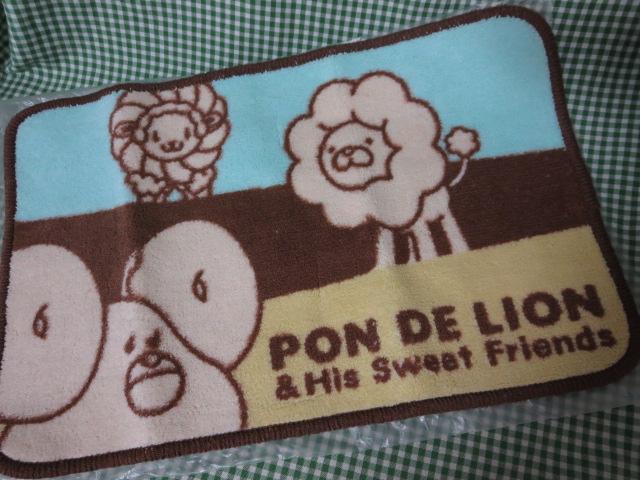 PON DE LION
& His Sweet Friends